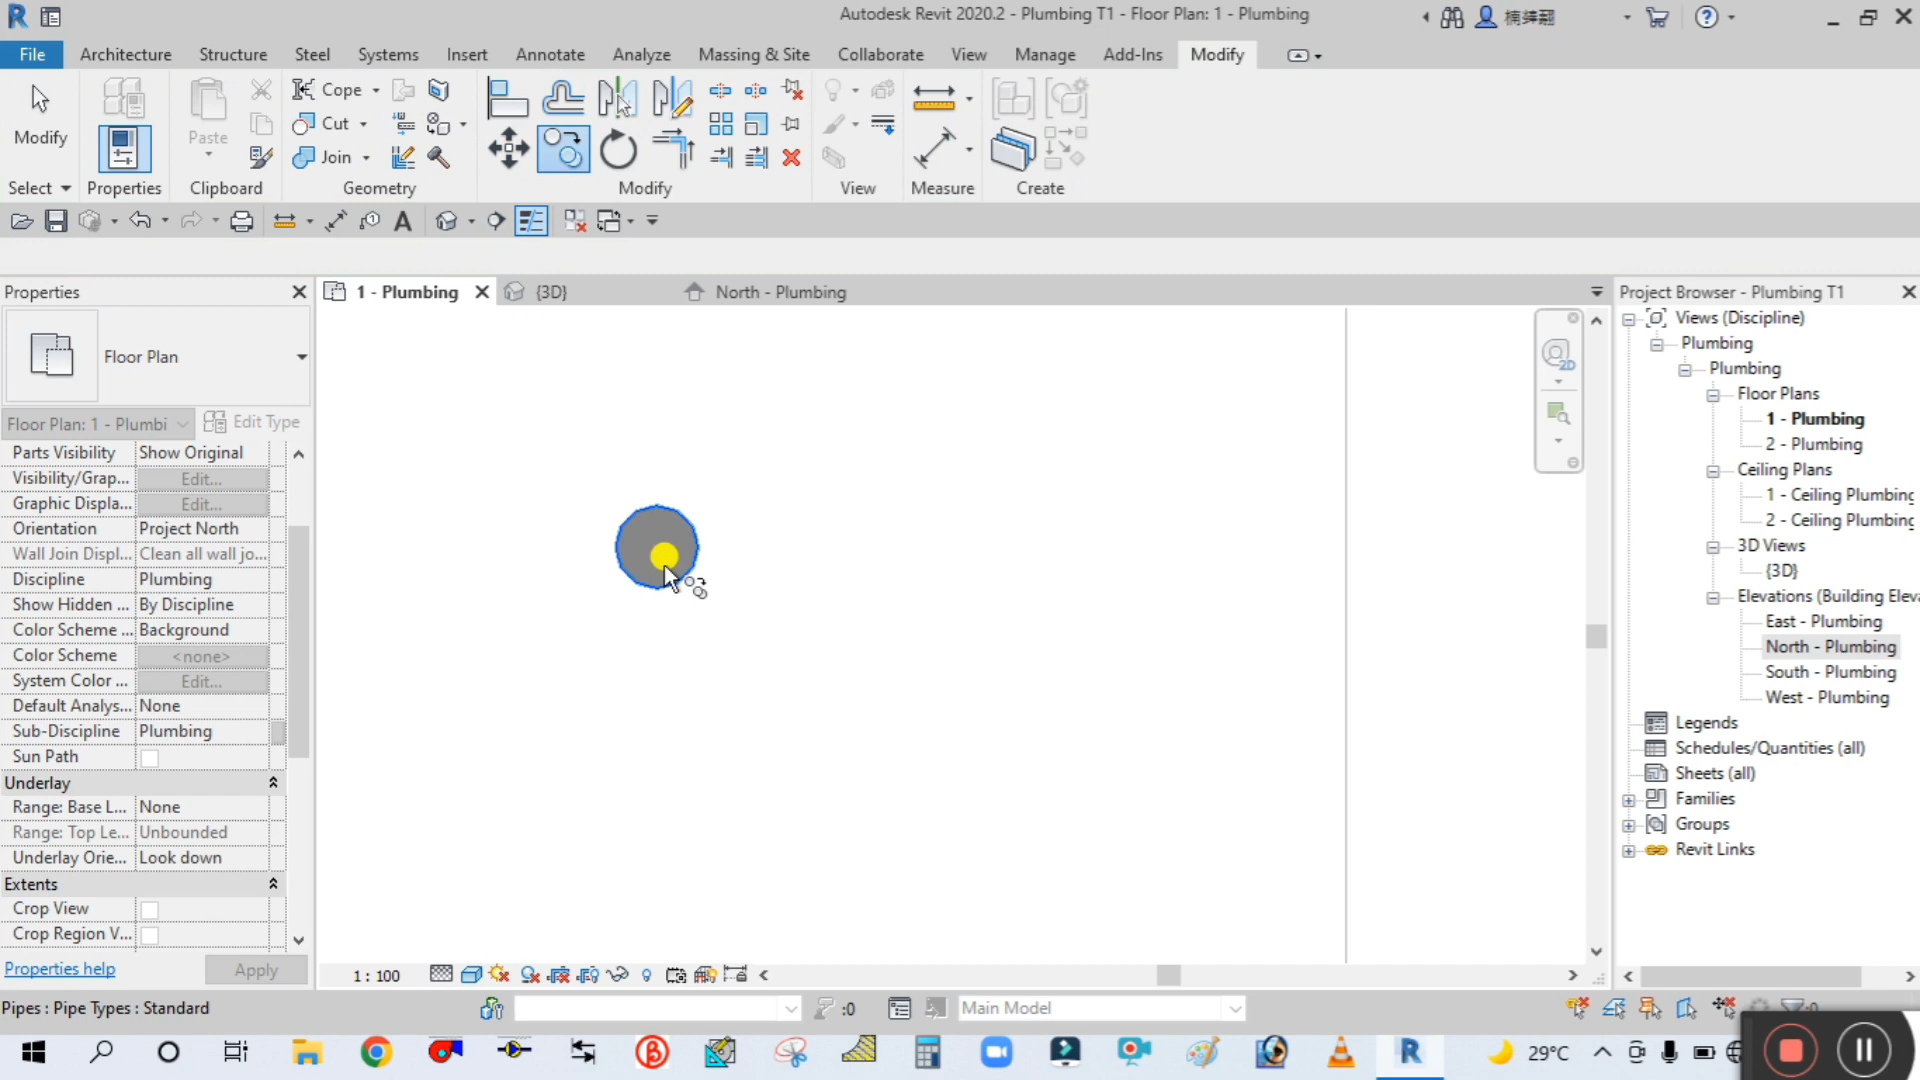 Autodesk Revit 2020.2 - Plumbing T1 - Floor Plan: 1 - Plumbing
File Architecture Structure Steel Systems Insert Annotate Analyze Massing & Site Collaborate View Manage Add-Ins Modify
Modify Paste Cope
Cut
Join
Select Properties Clipboard Geometry Modify View Measure Create
Properties
1 - Plumbing {3D} North - Plumbing
Project Browser - Plumbing T1
Floor Plan
Floor Plan: 1 - Plumbi Edit Type
Parts Visibility Show Original
Visibility/Grap... Edit...
Graphic Displa... Edit...
Orientation Project North
Wall Join Displ... Clean all wall jo...
Discipline Plumbing
Show Hidden ... By Discipline
Color Scheme ... Background
Color Scheme <none>
System Color ... Edit...
Default Analys... None
Sub-Discipline Plumbing
Sun Path
Underlay
Range: Base L... None
Range: Top Le... Unbounded
Underlay Orie... Look down
Extents
Crop View
Crop Region V...
Properties help Apply
2D
Views (Discipline)
Plumbing
Plumbing
Floor Plans
1 - Plumbing
2 - Plumbing
Ceiling Plans
1 - Ceiling Plumbing
2 - Ceiling Plumbing
3D Views
{3D}
Elevations (Building Eleva
East - Plumbing
North - Plumbing
South - Plumbing
West - Plumbing
Legends
Schedules/Quantities (all)
Sheets (all)
Families
Groups
Revit Links
1 : 100
Pipes : Pipe Types : Standard :0 Main Model :0
29°C